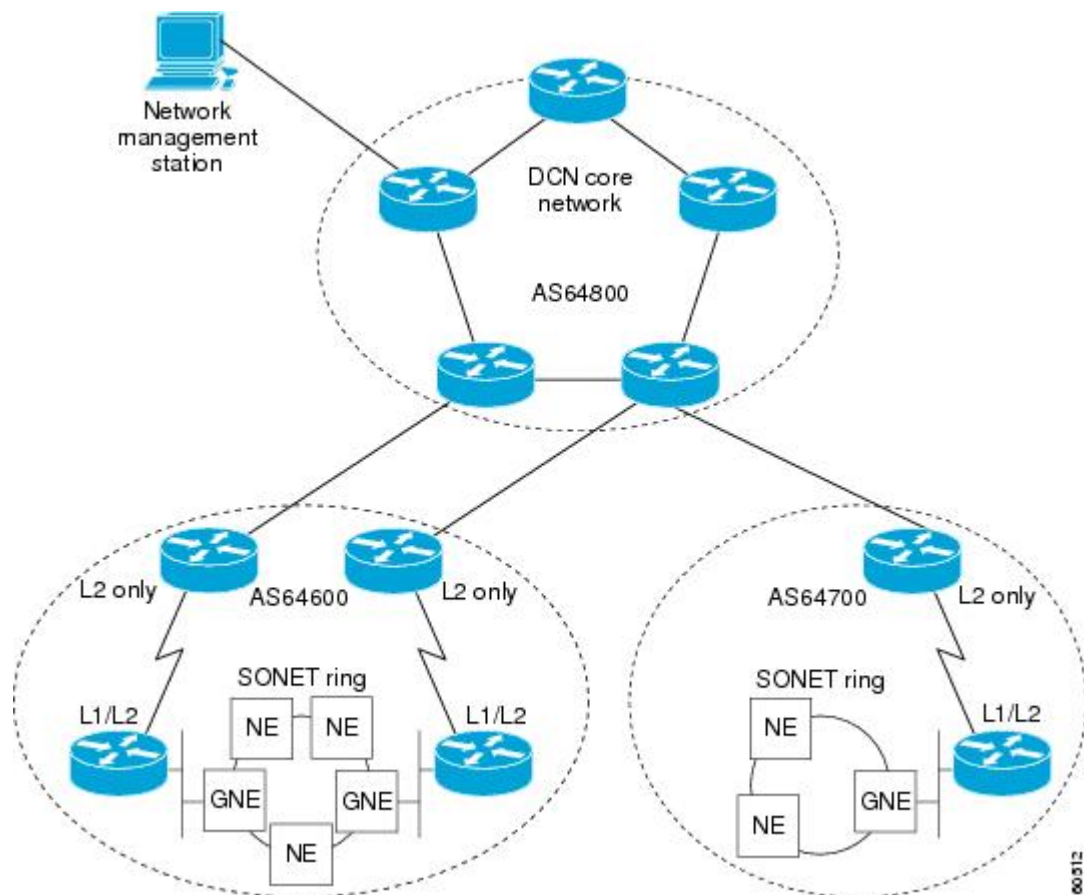 Network
management
station
DCN core
network
AS64800
L2 only
AS64600
L2 only
AS64700
L2 only
SONET ring
SONET ring
L1/L2
L1/L2
L1/L2
NE
NE
NE
GNE
GNE
GNE
NE
NE
60512